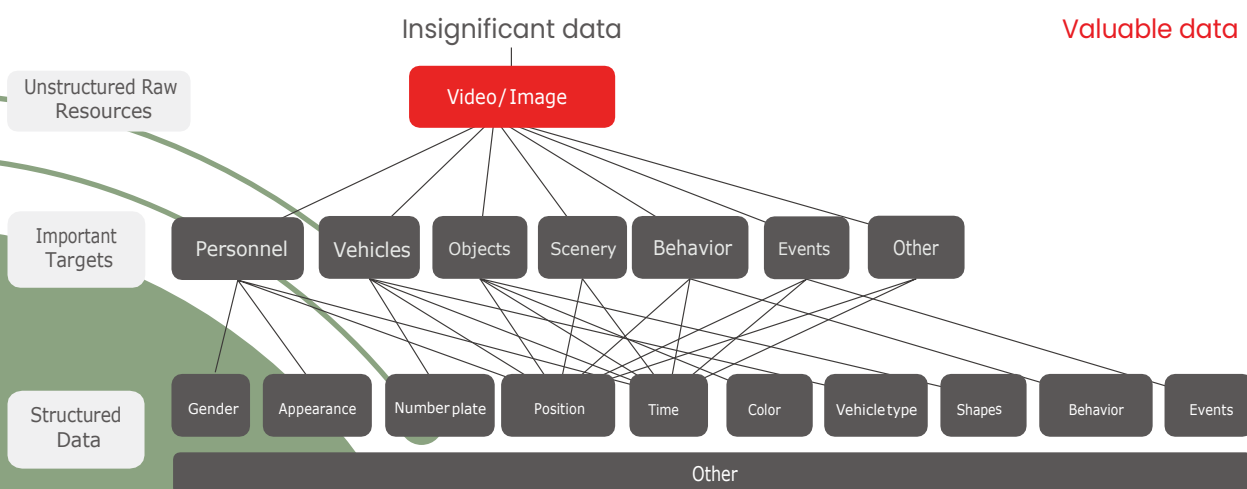 Insignificant data
Valuable data
Unstructured Raw
Resources
Video/Image
Important
Targets
Personnel
Vehicles
Objects
Scenery
Behavior
Events
Other
Structured
Data
Gender
Appearance
Number plate
Position
Time
Color
Vehicle type
Shapes
Behavior
Events
Other